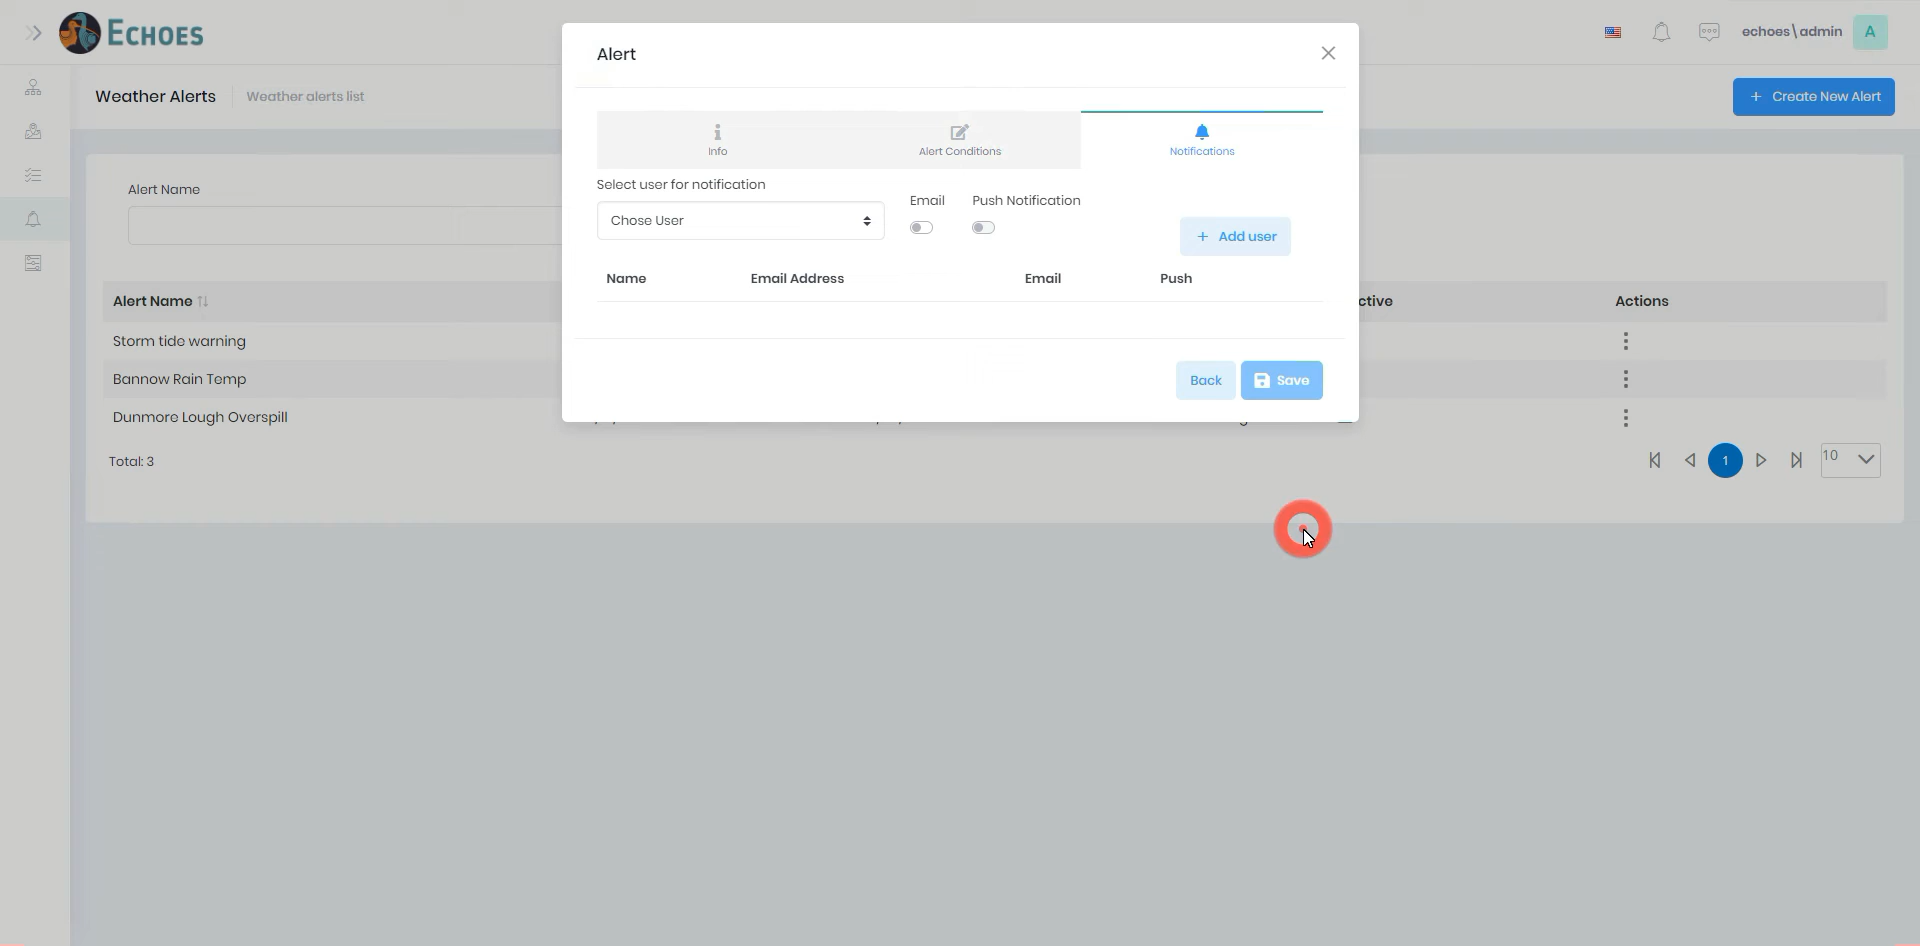 ECHOES
echoes\admin
A
Weather Alerts
Weather alerts list
+ Create New Alert
Alert
Info
Alert Conditions
Notifications
Select user for notification
Chose User
Email
Push Notification
+ Add user
Name
Email Address
Email
Push
Back
Save
Alert Name
Alert Name
ctive
Actions
Storm tide warning
Bannow Rain Temp
Dunmore Lough Overspill
Total: 3
1
10